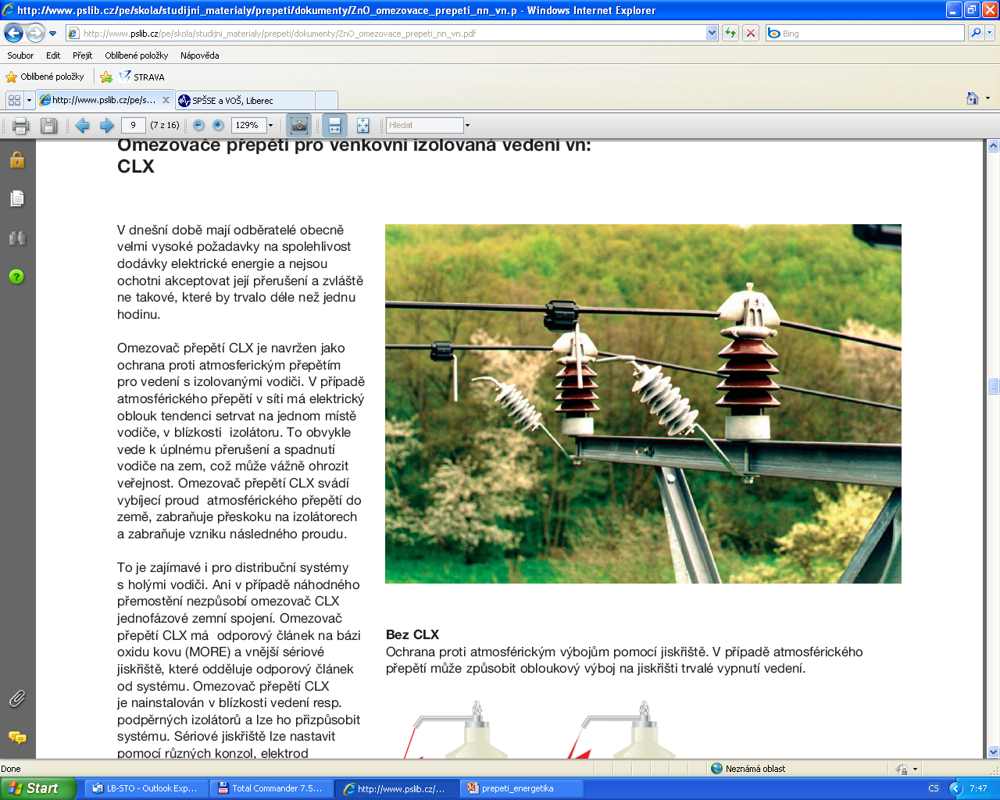 http://www.pslib.cz/pe/skola/studijni_materialy/prepeti/dokumenty/ZnO_omezovace_prepeti_nn_vn.p - Windows Internet Explorer
http://www.pslib.cz/pe/skola/studijni_materialy/prepeti/dokumenty/ZnO_omezovace_prepeti_nn_vn.pdf
Bing
Soubor Edit Přejít Oblíbené položky Nápověda
Oblíbené položky STRAVA
http://www.pslib.cz/pe/s... SPŠSE a VOŠ, Liberec
9 (7 z 16) 129% Hledat
Omezovače přepětí pro venkovní izolovaná vedení vn:
CLX
V dnešní době mají odběratelé obecně
velmi vysoké požadavky na spolehlivost
dodávky elektrické energie a nejsou
ochotni akceptovat její přerušení a zvláště
ne takové, které by trvalo déle než jednu
hodinu.
Omezovač přepětí CLX je navržen jako
ochrana proti atmosferickým přepětím
pro vedení s izolovanými vodiči. V případě
atmosférického přepětí v síti má elektrický
oblouk tendenci setrvat na jednom místě
vodiče, v blízkosti izolátoru. To obvykle
vede k úplnému přerušení a spadnutí
vodiče na zem, což může vážně ohrozit
veřejnost. Omezovač přepětí CLX svádí
vybíjecí proud atmosférického přepětí do
země, zabraňuje přeskoku na izolátorech
a zabraňuje vzniku následného proudu.
To je zajímavé i pro distribuční systémy
s holými vodiči. Ani v případě náhodného
přemostění nezpůsobí omezovač CLX
jednofázové zemní spojení. Omezovač
přepětí CLX má odporový článek na bázi
oxidu kovu (MORE) a vnější sériové
jiskřiště, které odděluje odporový článek
od systému. Omezovač přepětí CLX
je nainstalován v blízkosti vedení resp.
podpěrných izolátorů a lze ho přizpůsobit
systému. Sériové jiskřiště lze nastavit
pomocí různých konzol, elektrod
Bez CLX
Ochrana proti atmosférickým výbojům pomocí jiskřiště. V případě atmosférického
přepětí může způsobit obloukový výboj na jiskřišti trvalé vypnutí vedení.
Done Neznámá oblast
Start LB-STO - Outlook Exp... Total Commander 7.5... http://www.pslib.cz/... prepeti_energetika CS 7:47